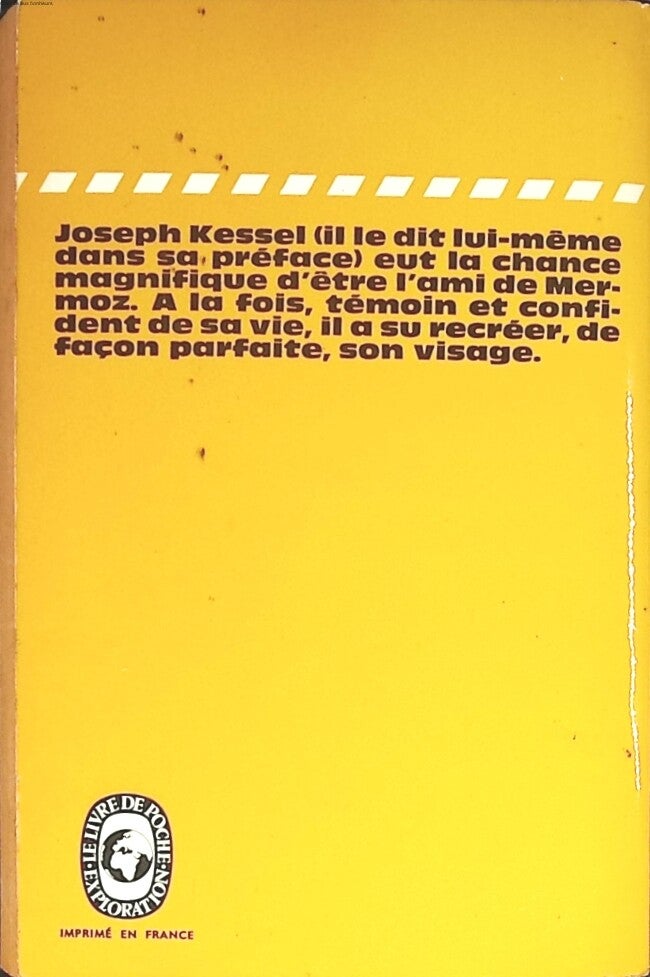 Joseph Kessel (il le dit lui-même
dans sa préface) eut la chance
magnifique d'être l'ami de Mer-
moz. A la fois, témoin et confi-
dent de sa vie, il a su recréer, de
façon parfaite, son visage.
LE LIVRE DE POCHE • EXPLORATION •
IMPRIMÉ EN FRANCE